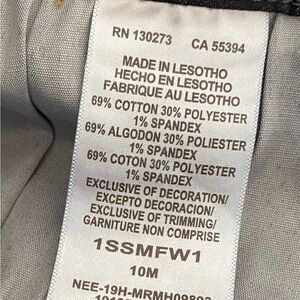 RN 130273 CA 55394
MADE IN LESOTHO
HECHO EN LESOTHO
FABRIQUE AU LESOTHO
69% COTTON 30% POLYESTER
1% SPANDEX
69% ALGODON 30% POLIESTER
1% SPANDEX
69% COTON 30% POLYESTER
1% SPANDEX
EXCLUSIVE OF DECORATION/
EXCEPTO DECORACION/
EXCLUSIVE OF TRIMMING/
GARNITURE NON COMPRISE
1SSMFW1
10M